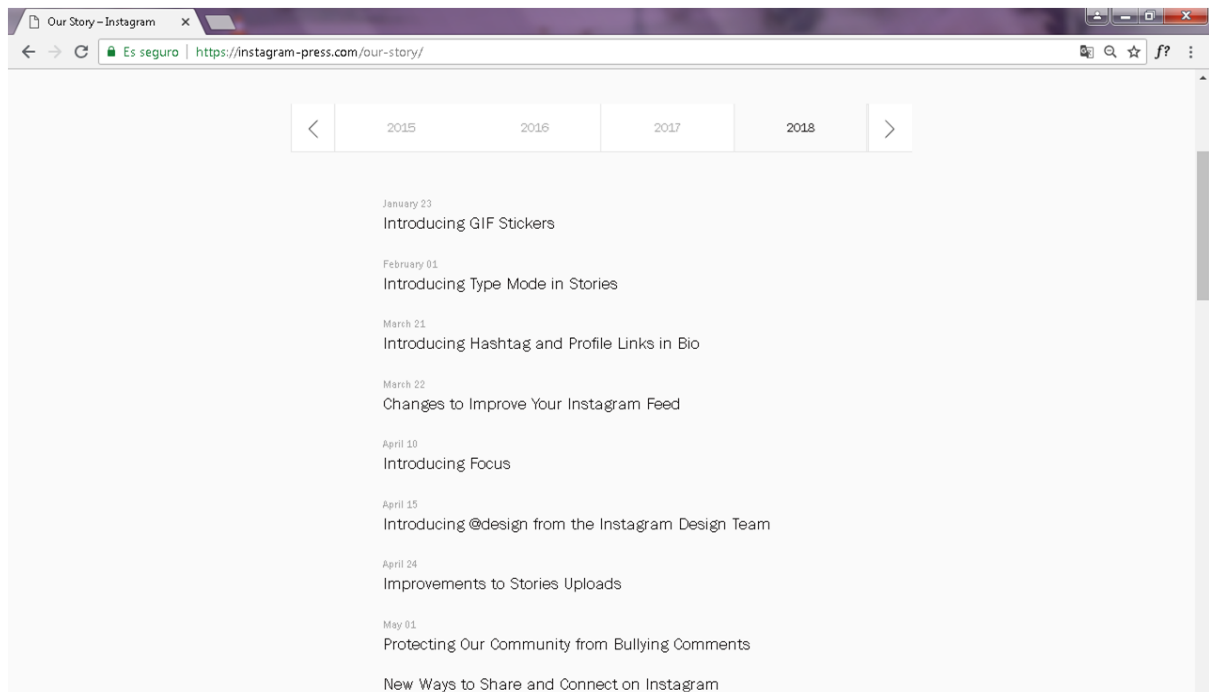 Our Story – Instagram
Es seguro | https://instagram-press.com/our-story/
f?
2015 2016 2017 2018
January 23
Introducing GIF Stickers
February 01
Introducing Type Mode in Stories
March 21
Introducing Hashtag and Profile Links in Bio
March 22
Changes to Improve Your Instagram Feed
April 10
Introducing Focus
April 15
Introducing @design from the Instagram Design Team
April 24
Improvements to Stories Uploads
May 01
Protecting Our Community from Bullying Comments
New Ways to Share and Connect on Instagram